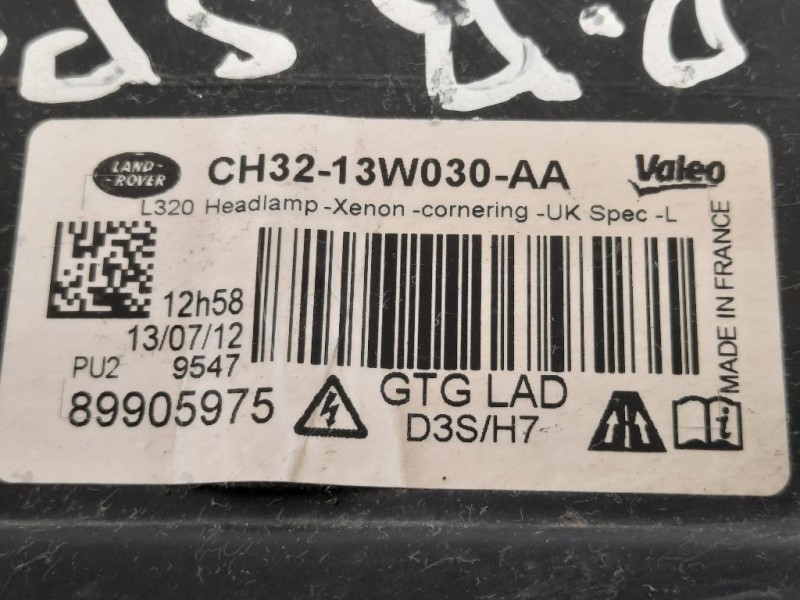 LAND-
ROVER
CH32-13W030-AA
Valeo
L320 Headlamp -Xenon -cornering -UK Spec -L
12h58
13/07/12
PU2 9547
89905975
GTG LAD
D3S/H7
MADE IN FRANCE